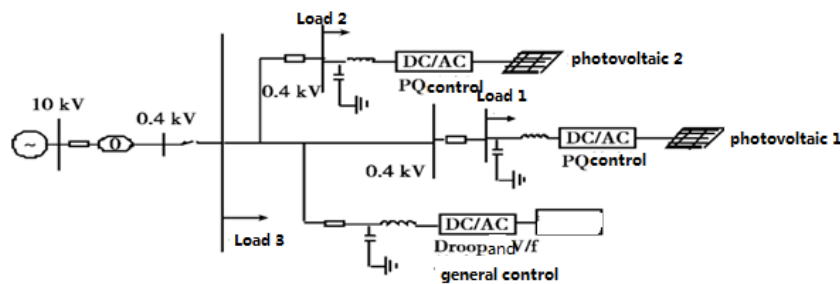 Load 2
DC/AC
photovoltaic 2
PQcontrol
0.4 kV
Load 1
10 kV
0.4 kV
DC/AC
photovoltaic 1
PQcontrol
0.4 kV
Load 3
DC/AC
Droopand V/f
general control
~